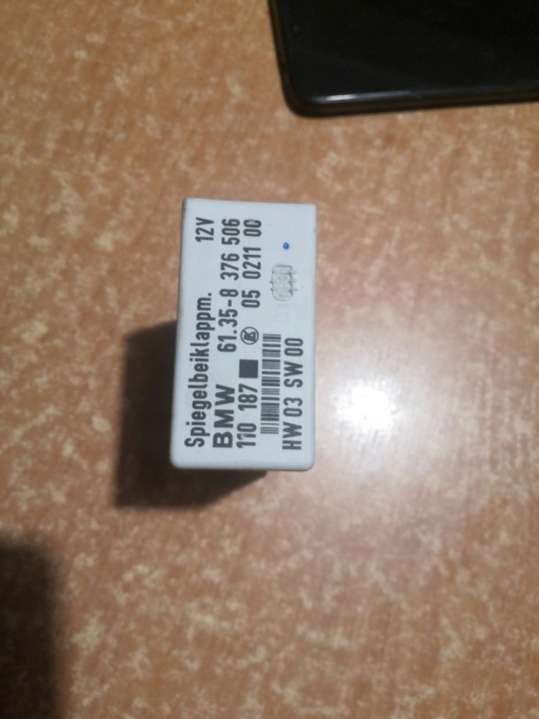 Spiegelbeiklappm. 12V
BMW 61.35-8 376 506
110 187 05 0211 00
HW 03 SW 00